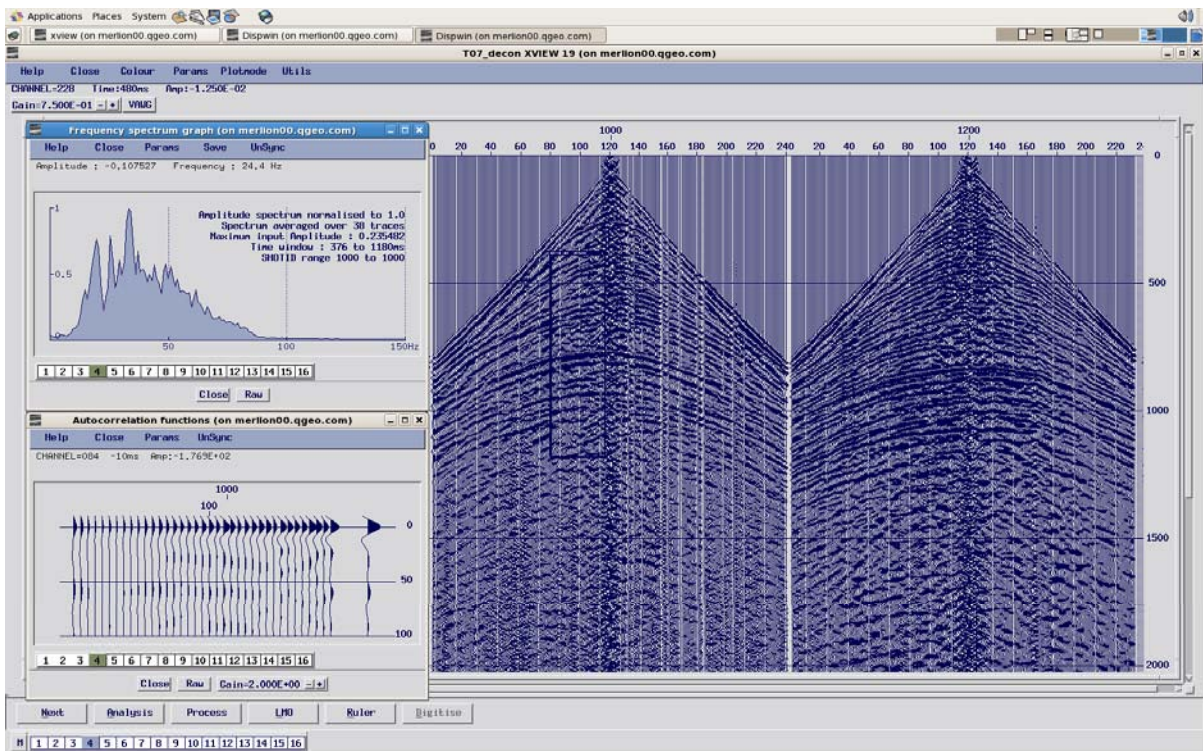 Applications Places System
xview (on merlion00.qgeo.com) Dispwin (on merlion00.qgeo.com) Dispwin (on merlion00.qgeo.com)
T07_decon XVIEW 19 (on merlion00.qgeo.com)
Help Close Colour Params Plotmode Utils
CHANNEL=228 Time:480ms Amp:-1.250E-02
Gain=7.500E-01 - + VAWG
Frequency spectrum graph (on merlion00.qgeo.com)
Help Close Params Save UnSync
Amplitude : -0,107527 Frequency : 24,4 Hz
Amplitude spectrum normalised to 1.0
Spectrum averaged over 38 traces
Maximum Input Amplitude : 0.235482
Time window : 376 to 1180ms
SHOTID range 1000 to 1000
1
0.5
0
50 100 150Hz
1 2 3 4 5 6 7 8 9 10 11 12 13 14 15 16
Close Raw
Autocorrelation functions (on merlion00.qgeo.com)
Help Close Params UnSync
CHANNEL=084 -10ms Amp:-1.769E+02
1000
100
0
50
100
1 2 3 4 5 6 7 8 9 10 11 12 13 14 15 16
Close Raw Gain=2.000E+00 - +
1000 1200
0 20 40 60 80 100 120 140 160 180 200 220 240 20 40 60 80 100 120 140 160 180 200 220
0
500
1000
1500
2000
Next Analysis Process LMO Ruler Digitise
M 1 2 3 4 5 6 7 8 9 10 11 12 13 14 15 16